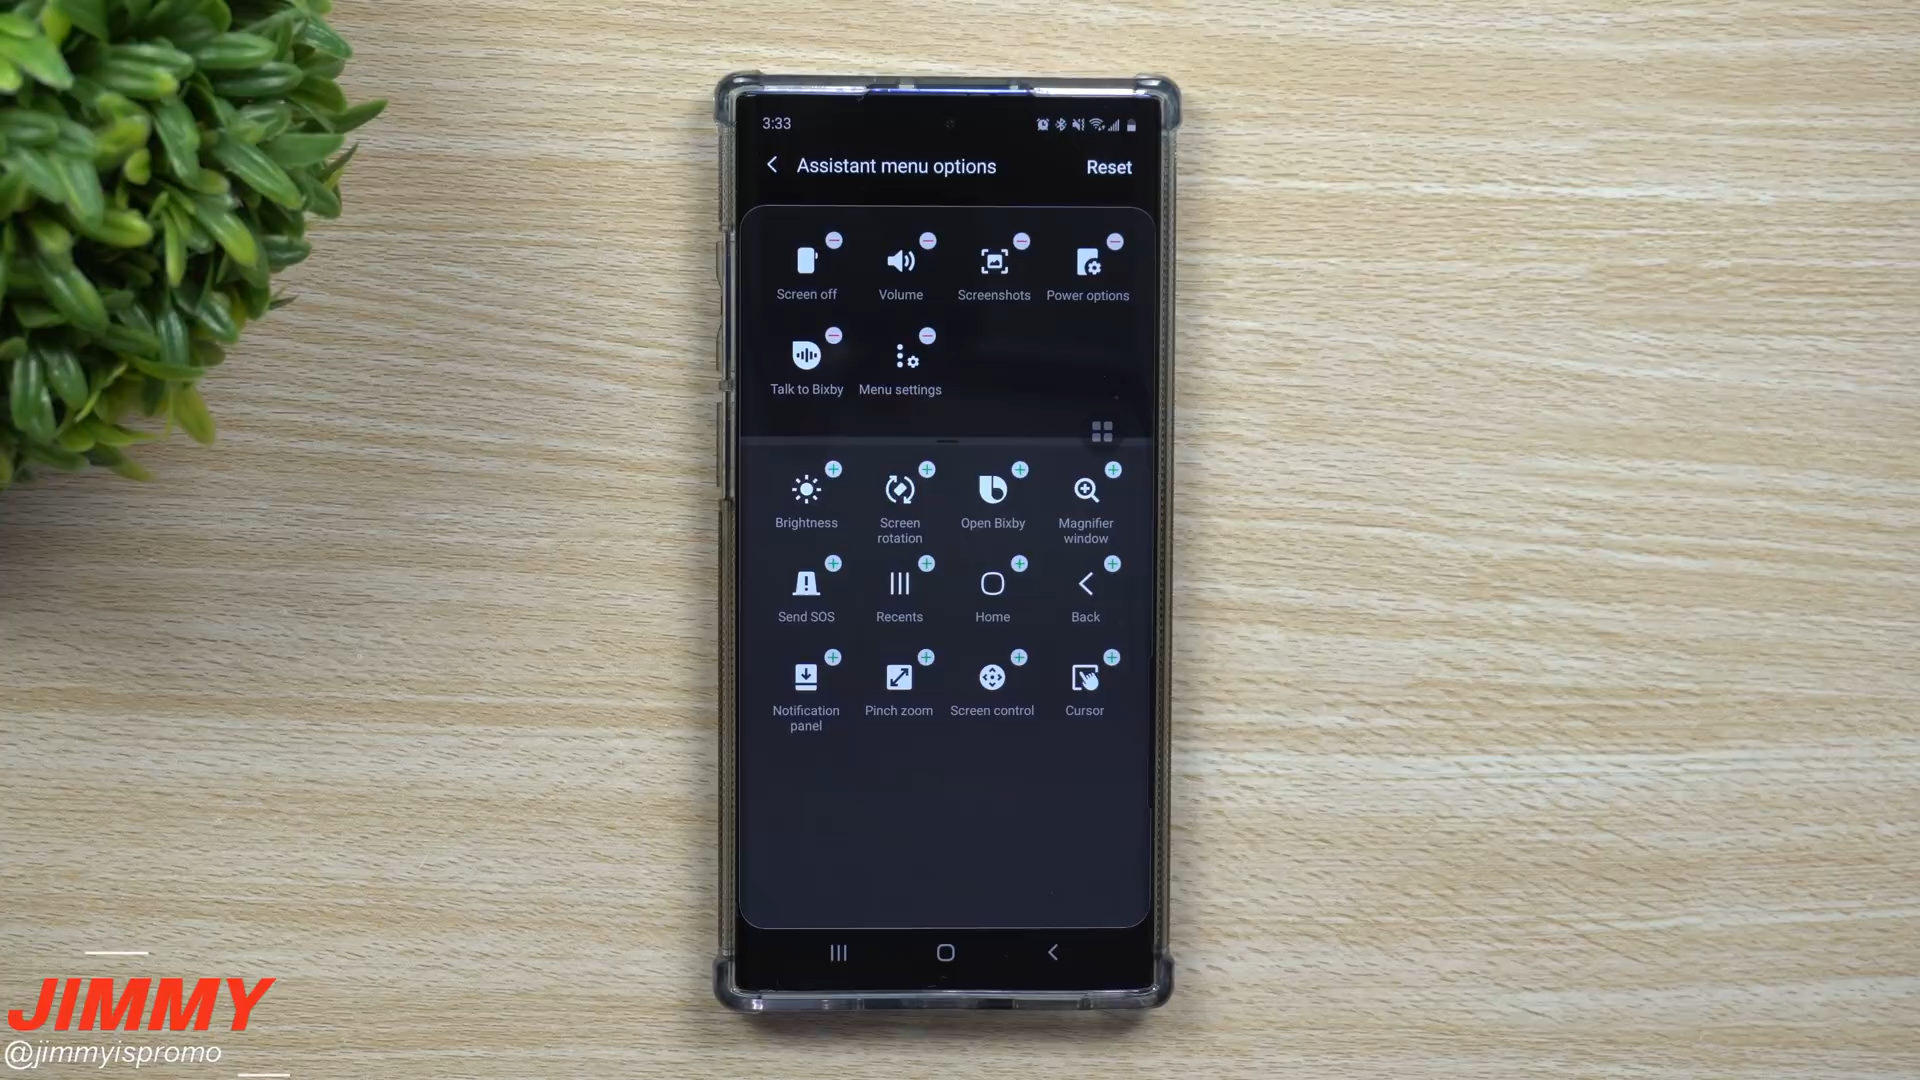 3:33
Assistant menu options
Reset
Screen off
Volume
Screenshots
Power options
Talk to Bixby
Menu settings
Brightness
Screen
rotation
Open Bixby
Magnifier
window
Send SOS
Recents
Home
Back
Notification
panel
Pinch zoom
Screen control
Cursor
JIMMY
@jimmyispromo